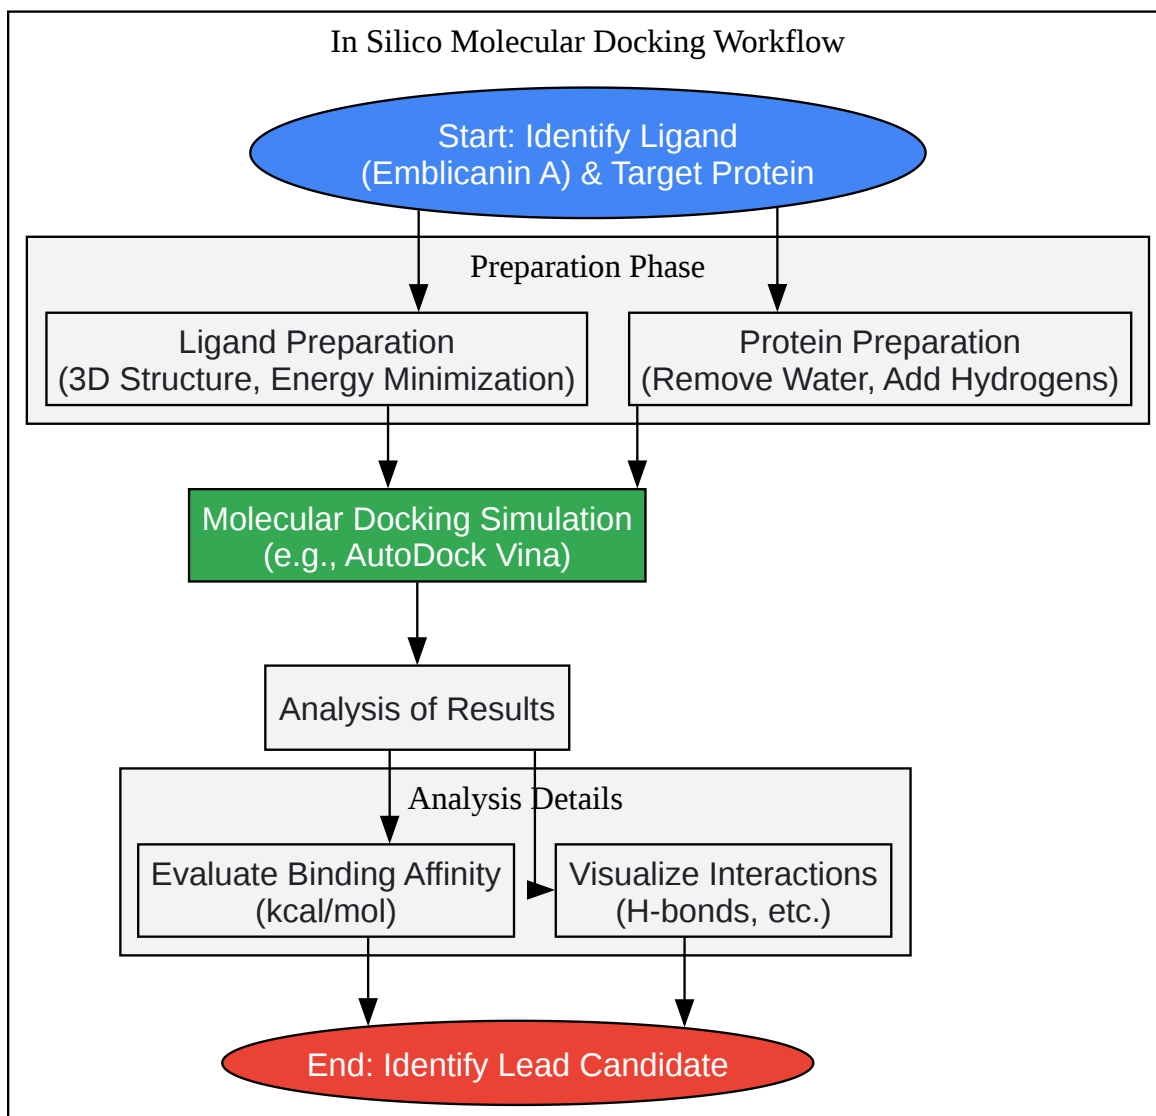 In Silico Molecular Docking Workflow
Start: Identify Ligand
(Emblicanin A) & Target Protein
Preparation Phase
Ligand Preparation
(3D Structure, Energy Minimization)
Protein Preparation
(Remove Water, Add Hydrogens)
Molecular Docking Simulation
(e.g., AutoDock Vina)
Analysis of Results
Analysis Details
Evaluate Binding Affinity
(kcal/mol)
Visualize Interactions
(H-bonds, etc.)
End: Identify Lead Candidate